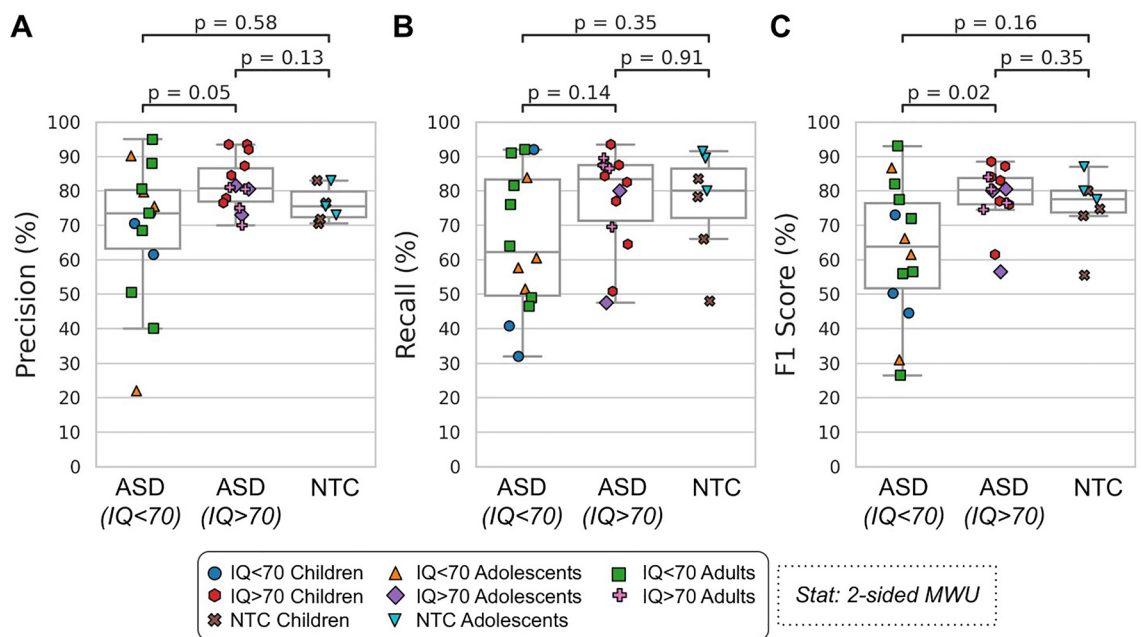 A
p = 0.58
p = 0.13
p = 0.05
Precision (%)
100
90
80
70
60
50
40
30
20
10
0
ASD
(IQ<70)
ASD
(IQ>70)
NTC
B
p = 0.35
p = 0.91
p = 0.14
Recall (%)
100
90
80
70
60
50
40
30
20
10
0
ASD
(IQ<70)
ASD
(IQ>70)
NTC
C
p = 0.16
p = 0.35
p = 0.02
F1 Score (%)
100
90
80
70
60
50
40
30
20
10
0
ASD
(IQ<70)
ASD
(IQ>70)
NTC
IQ<70 Children
IQ<70 Adolescents
IQ<70 Adults
IQ>70 Children
IQ>70 Adolescents
IQ>70 Adults
NTC Children
NTC Adolescents
Stat: 2-sided MWU